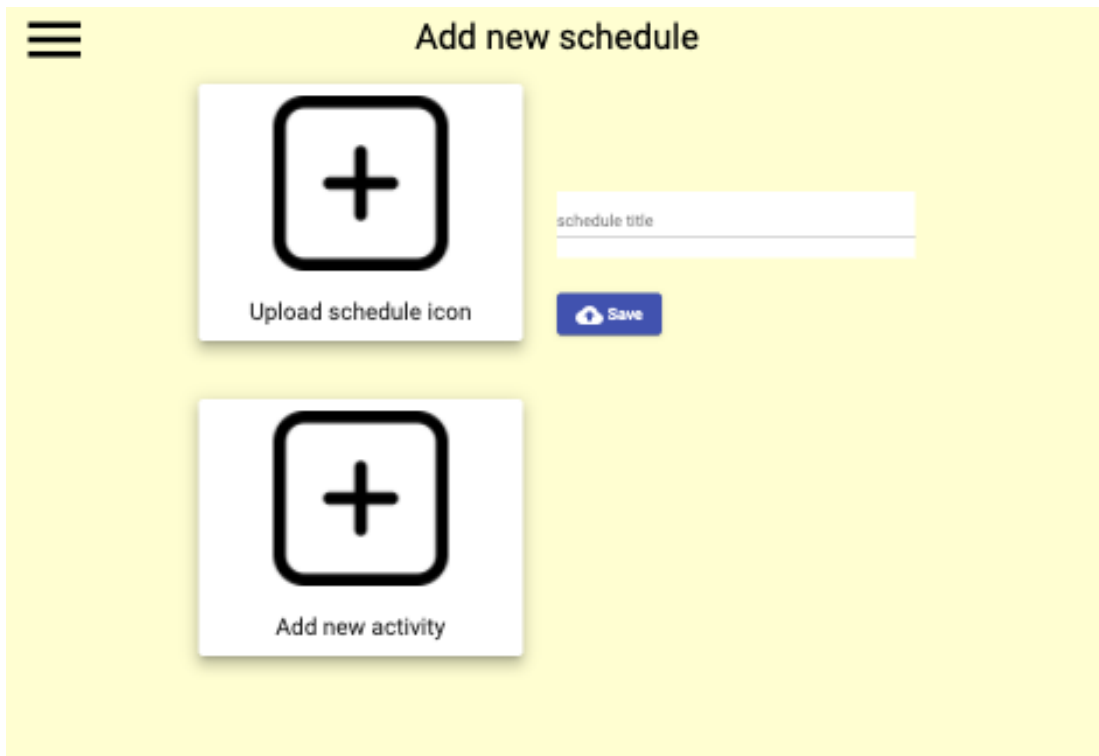 Add new schedule
Upload schedule icon
schedule title
Save
Add new activity